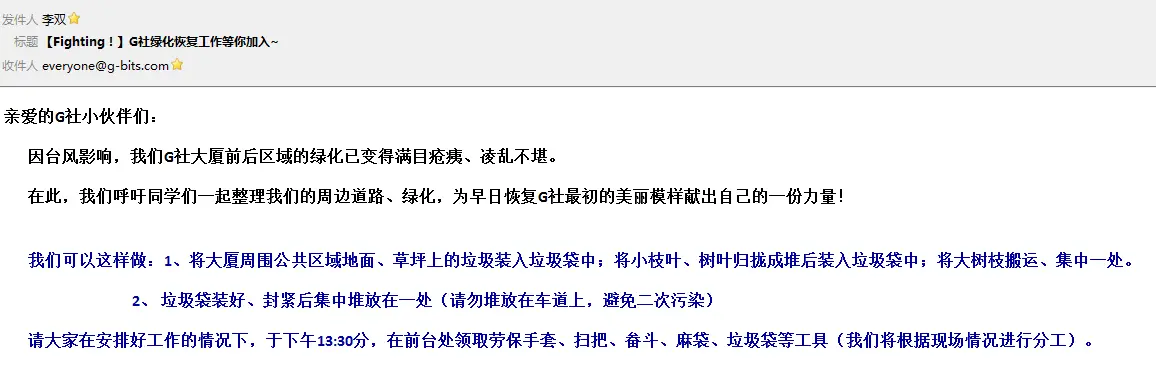 发件人 李双
标题 【Fighting！】G社绿化恢复工作等你加入~
收件人 everyone@g-bits.com
亲爱的G社小伙伴们：
因台风影响，我们G社大厦前后区域的绿化已变得满目疮痍、凌乱不堪。
在此，我们呼吁同学们一起整理我们的周边道路、绿化，为早日恢复G社最初的美丽模样献出自己的一份力量！
我们可以这样做：1、将大厦周围公共区域地面、草坪上的垃圾装入垃圾袋中；将小枝叶、树叶归拢成堆后装入垃圾袋中；将大树枝搬运、集中一处。
2、 垃圾袋装好、封紧后集中堆放在一处（请勿堆放在车道上，避免二次污染）
请大家在安排好工作的情况下，于下午13:30分，在前台处领取劳保手套、扫把、畚斗、麻袋、垃圾袋等工具（我们将根据现场情况进行分工）。